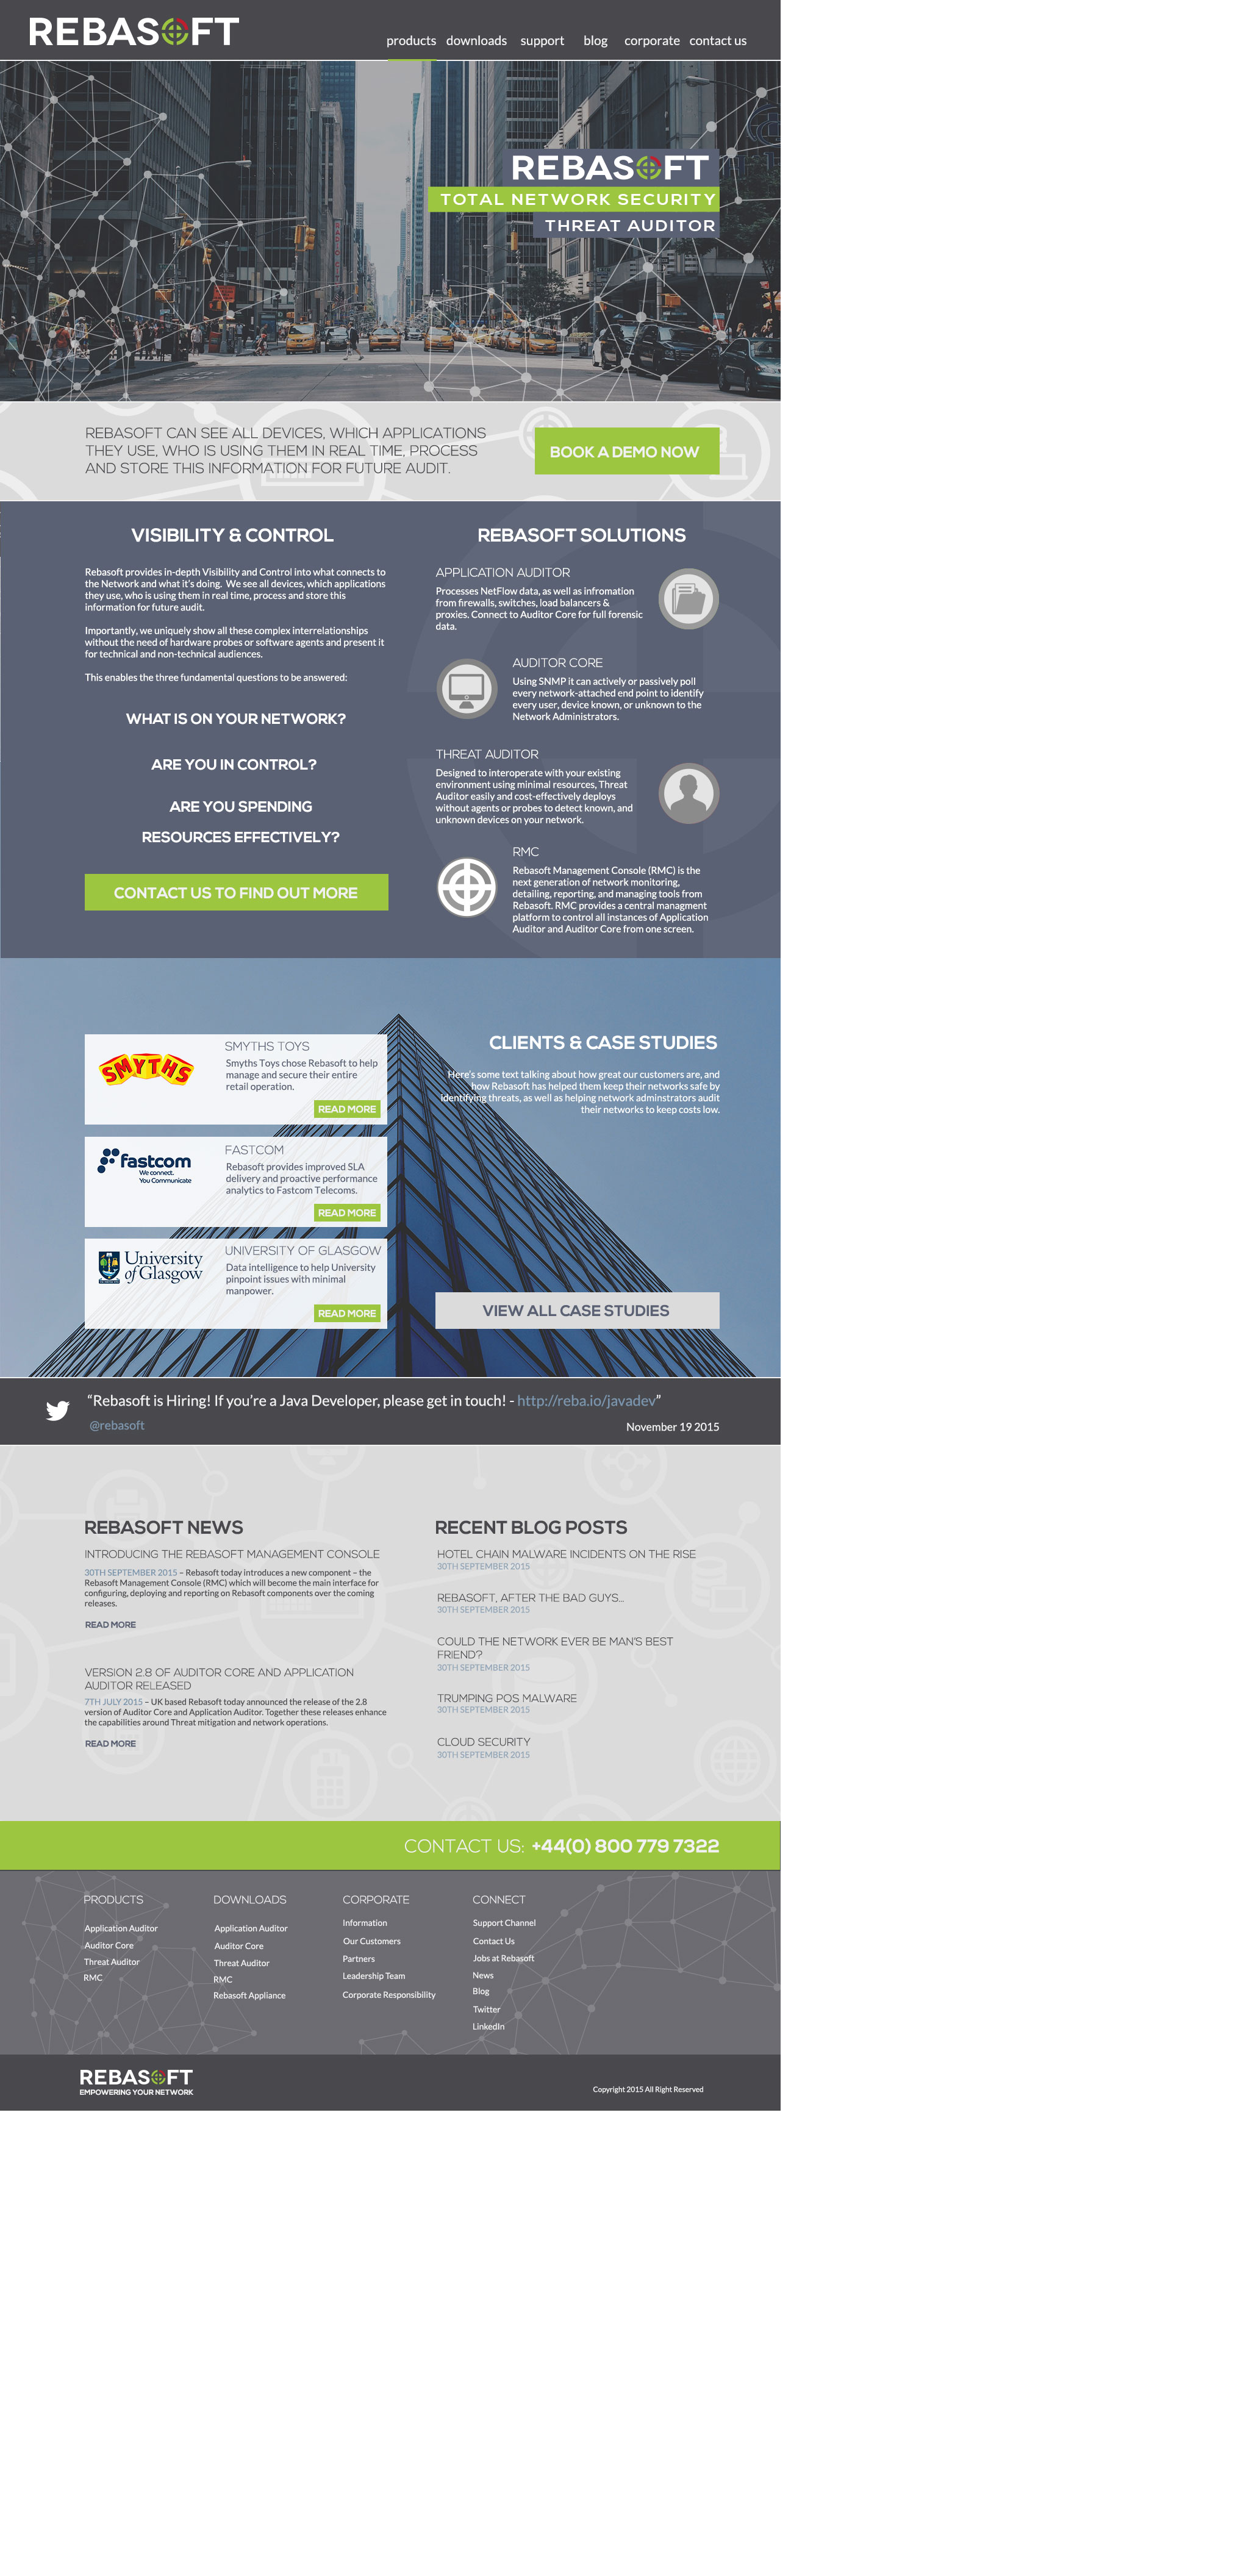 REBASOFT
products downloads support blog corporate contact us
REBASOFT
TOTAL NETWORK SECURITY
THREAT AUDITOR
REBASOFT CAN SEE ALL DEVICES, WHICH APPLICATIONS
THEY USE, WHO IS USING THEM IN REAL TIME, PROCESS
AND STORE THIS INFORMATION FOR FUTURE AUDIT.
BOOK A DEMO NOW
VISIBILITY & CONTROL
Rebasoft provides in-depth Visibility and Control into what connects to
the Network and what it's doing. We see all devices, which applications
they use, who is using them in real time, process and store this
information for future audit.
Importantly, we uniquely show all these complex interrelationships
without the need of hardware probes or software agents and present it
for technical and non-technical audiences.
This enables the three fundamental questions to be answered:
WHAT IS ON YOUR NETWORK?
ARE YOU IN CONTROL?
ARE YOU SPENDING
RESOURCES EFFECTIVELY?
CONTACT US TO FIND OUT MORE
REBASOFT SOLUTIONS
APPLICATION AUDITOR
Processes NetFlow data, as well as infromation
from firewalls, switches, load balancers &
proxies. Connect to Auditor Core for full forensic
data.
AUDITOR CORE
Using SNMP it can actively or passively poll
every network-attached end point to identify
every user, device known, or unknown to the
Network Administrators.
THREAT AUDITOR
Designed to interoperate with your existing
environment using minimal resources, Threat
Auditor easily and cost-effectively deploys
without agents or probes to detect known, and
unknown devices on your network.
RMC
Rebasoft Management Console (RMC) is the
next generation of network monitoring,
detailing, reporting, and managing tools from
Rebasoft. RMC provides a central managment
platform to control all instances of Application
Auditor and Auditor Core from one screen.
SMYTHS
SMYTHS TOYS
Smyths Toys chose Rebasoft to help
manage and secure their entire
retail operation.
READ MORE
fastcom
We connect.
You Communicate
FASTCOM
Rebasoft provides improved SLA
delivery and proactive performance
analytics to Fastcom Telecoms.
READ MORE
University
of Glasgow
UNIVERSITY OF GLASGOW
Data intelligence to help University
pinpoint issues with minimal
manpower.
READ MORE
CLIENTS & CASE STUDIES
Here's some text talking about how great our customers are, and
how Rebasoft has helped them keep their networks safe by
identifying threats, as well as helping network adminstrators audit
their networks to keep costs low.
VIEW ALL CASE STUDIES
“Rebasoft is Hiring! If you're a Java Developer, please get in touch! - http://reba.io/javadev”
@rebasoft
November 19 2015
REBASOFT NEWS
INTRODUCING THE REBASOFT MANAGEMENT CONSOLE
30TH SEPTEMBER 2015 – Rebasoft today introduces a new component – the
Rebasoft Management Console (RMC) which will become the main interface for
configuring, deploying and reporting on Rebasoft components over the coming
releases.
READ MORE
VERSION 2.8 OF AUDITOR CORE AND APPLICATION
AUDITOR RELEASED
7TH JULY 2015 – UK based Rebasoft today announced the release of the 2.8
version of Auditor Core and Application Auditor. Together these releases enhance
the capabilities around Threat mitigation and network operations.
READ MORE
RECENT BLOG POSTS
HOTEL CHAIN MALWARE INCIDENTS ON THE RISE
30TH SEPTEMBER 2015
REBASOFT, AFTER THE BAD GUYS...
30TH SEPTEMBER 2015
COULD THE NETWORK EVER BE MAN'S BEST
FRIEND?
30TH SEPTEMBER 2015
TRUMPING POS MALWARE
30TH SEPTEMBER 2015
CLOUD SECURITY
30TH SEPTEMBER 2015
CONTACT US: +44(0) 800 779 7322
PRODUCTS
Application Auditor
Auditor Core
Threat Auditor
RMC
DOWNLOADS
Application Auditor
Auditor Core
Threat Auditor
RMC
Rebasoft Appliance
CORPORATE
Information
Our Customers
Partners
Leadership Team
Corporate Responsibility
CONNECT
Support Channel
Contact Us
Jobs at Rebasoft
News
Blog
Twitter
LinkedIn
REBASOFT
EMPOWERING YOUR NETWORK
Copyright 2015 All Right Reserved